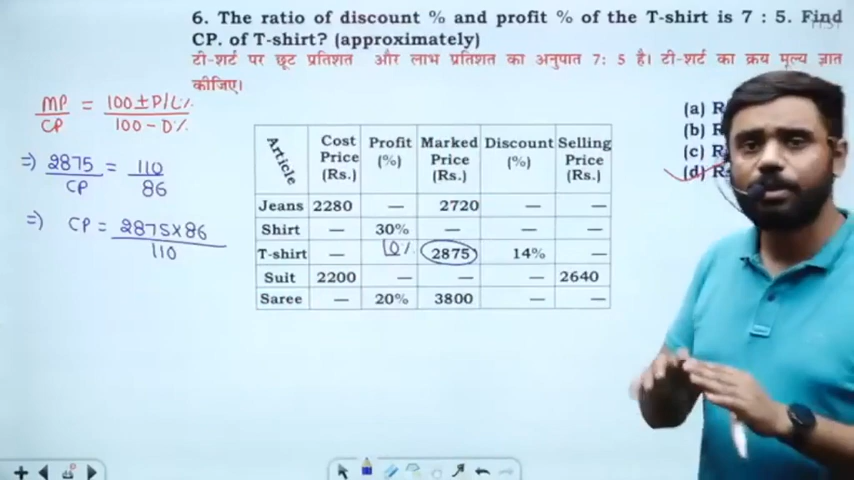 6. The ratio of discount % and profit % of the T-shirt is 7 : 5. Find
CP. of T-shirt? (approximately)
टी-शर्ट पर छूट प्रतिशत और लाभ प्रतिशत का अनुपात 7: 5 है। टी-शर्ट का क्रय मूल्य ज्ञात
कीजिए।
MP/CP = 100±P/L%/100-D%
⇒ 2875/CP = 110/86
⇒ CP = 2875×86/110
Article Cost Price (Rs.) Profit (%) Marked Price (Rs.) Discount (%) Selling Price (Rs.)
Jeans 2280 — 2720 — —
Shirt — 30% — — —
T-shirt — 10% 2875 14% —
Suit 2200 — — — 2640
Saree — 20% 3800 — —
(a) R
(b) R
(c) R
(d) R